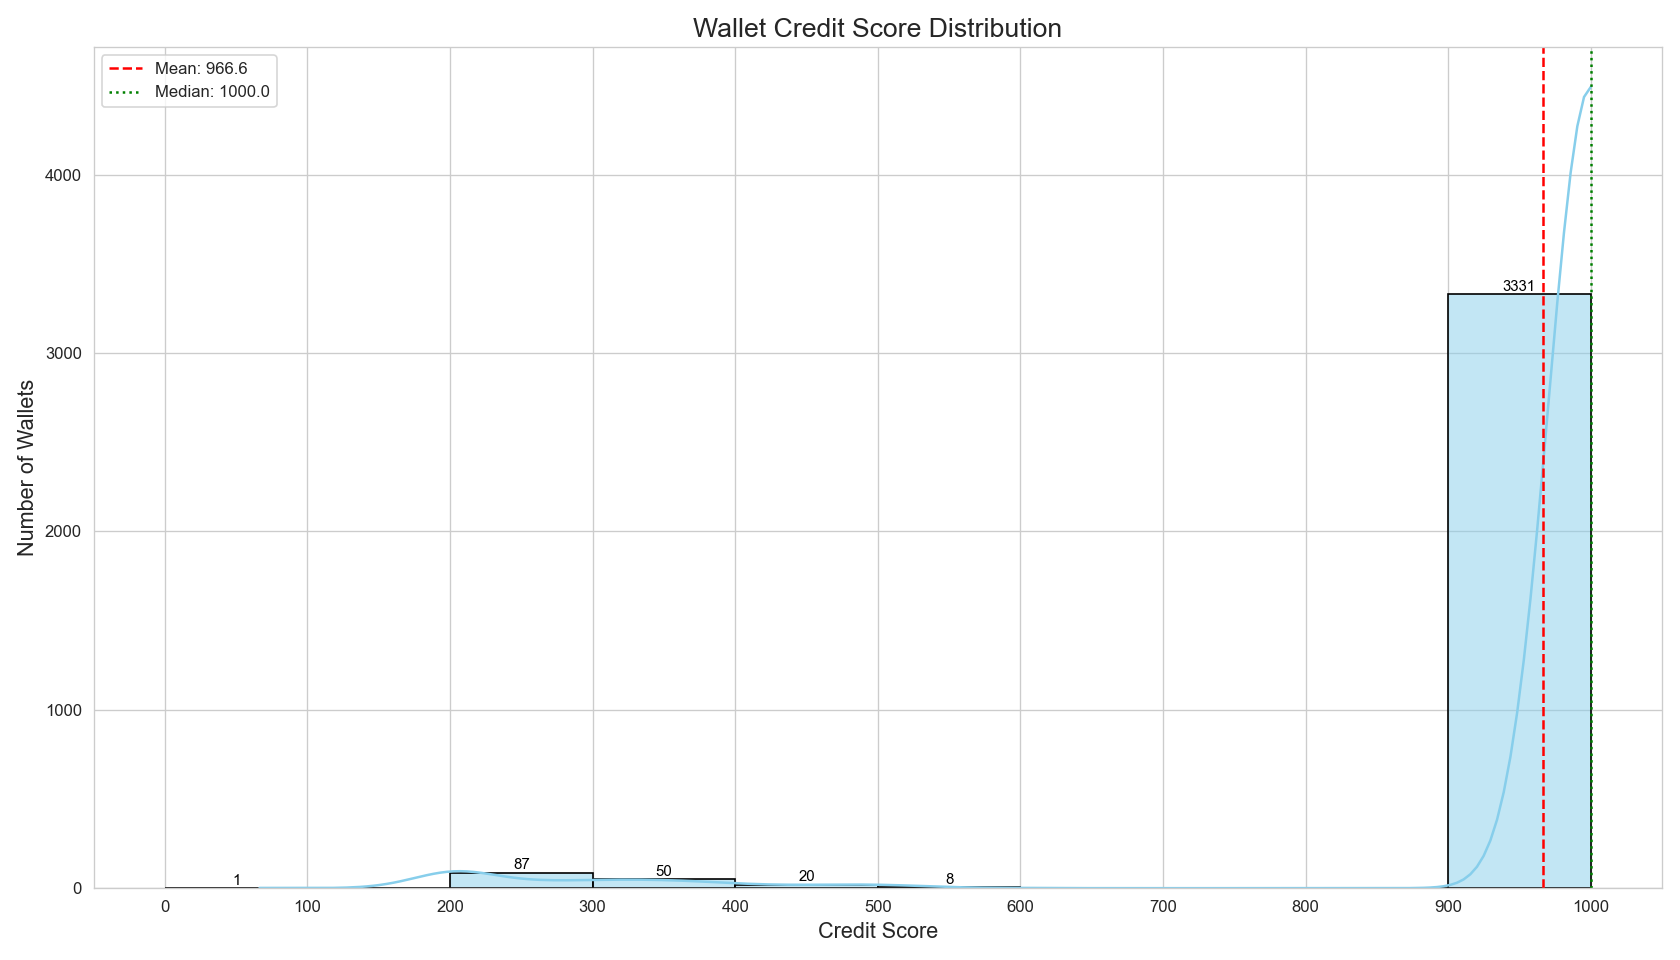 Wallet Credit Score Distribution
Mean: 966.6
Median: 1000.0
Number of Wallets
4000
3000
2000
1000
0
3331
1
87
50
20
8
0 100 200 300 400 500 600 700 800 900 1000
Credit Score